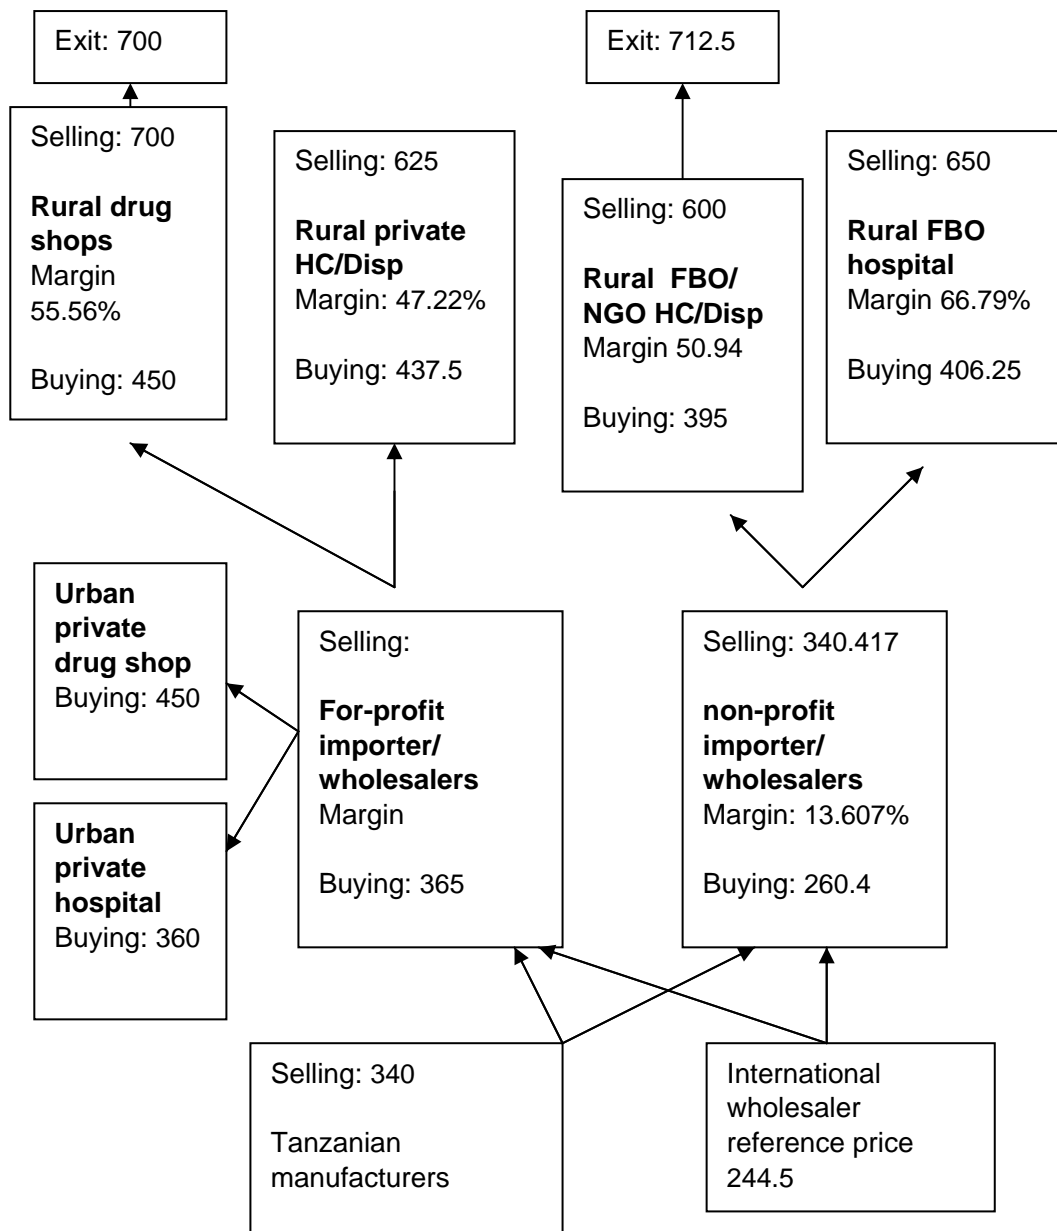 Exit: 700
Exit: 712.5
Selling: 700
Rural drug
shops
Margin
55.56%
Buying: 450
Selling: 625
Rural private
HC/Disp
Margin: 47.22%
Buying: 437.5
Selling: 600
Rural FBO/
NGO HC/Disp
Margin 50.94
Buying: 395
Selling: 650
Rural FBO
hospital
Margin 66.79%
Buying 406.25
Urban
private
drug shop
Buying: 450
Urban
private
hospital
Buying: 360
Selling:
For-profit
importer/
wholesalers
Margin
Buying: 365
Selling: 340.417
non-profit
importer/
wholesalers
Margin: 13.607%
Buying: 260.4
Selling: 340
Tanzanian
manufacturers
International
wholesaler
reference price
244.5